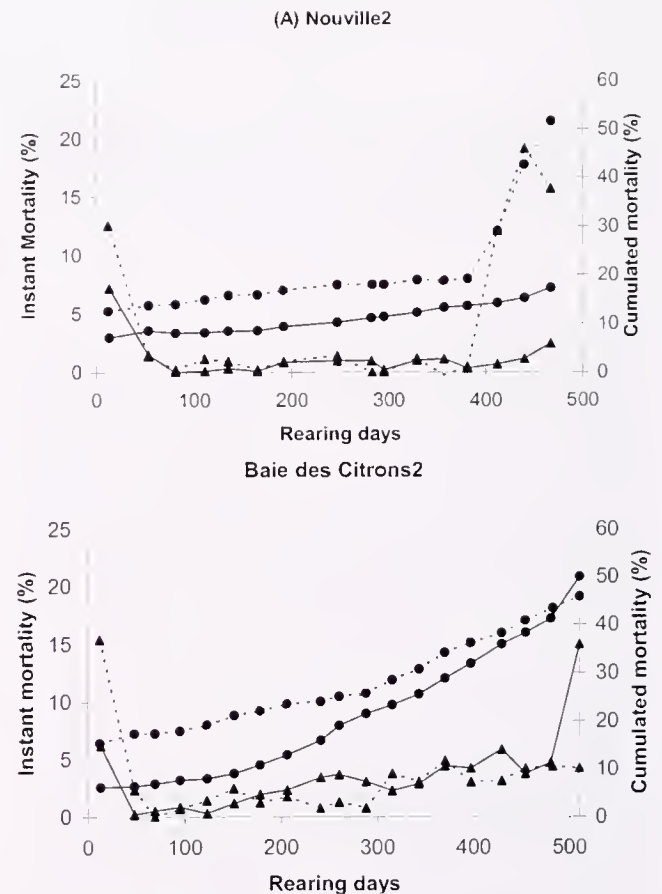 (A) Nouville2
25
20
15
10
5
0
Instant Mortality (%)
60
50
40
30
20
10
0
Cumulated mortality (%)
0 100 200 300 400 500
Rearing days
Baie des Citrons2
25
20
15
10
5
0
Instant mortality (%)
60
50
40
30
20
10
0
Cumulated mortality (%)
0 100 200 300 400 500
Rearing days